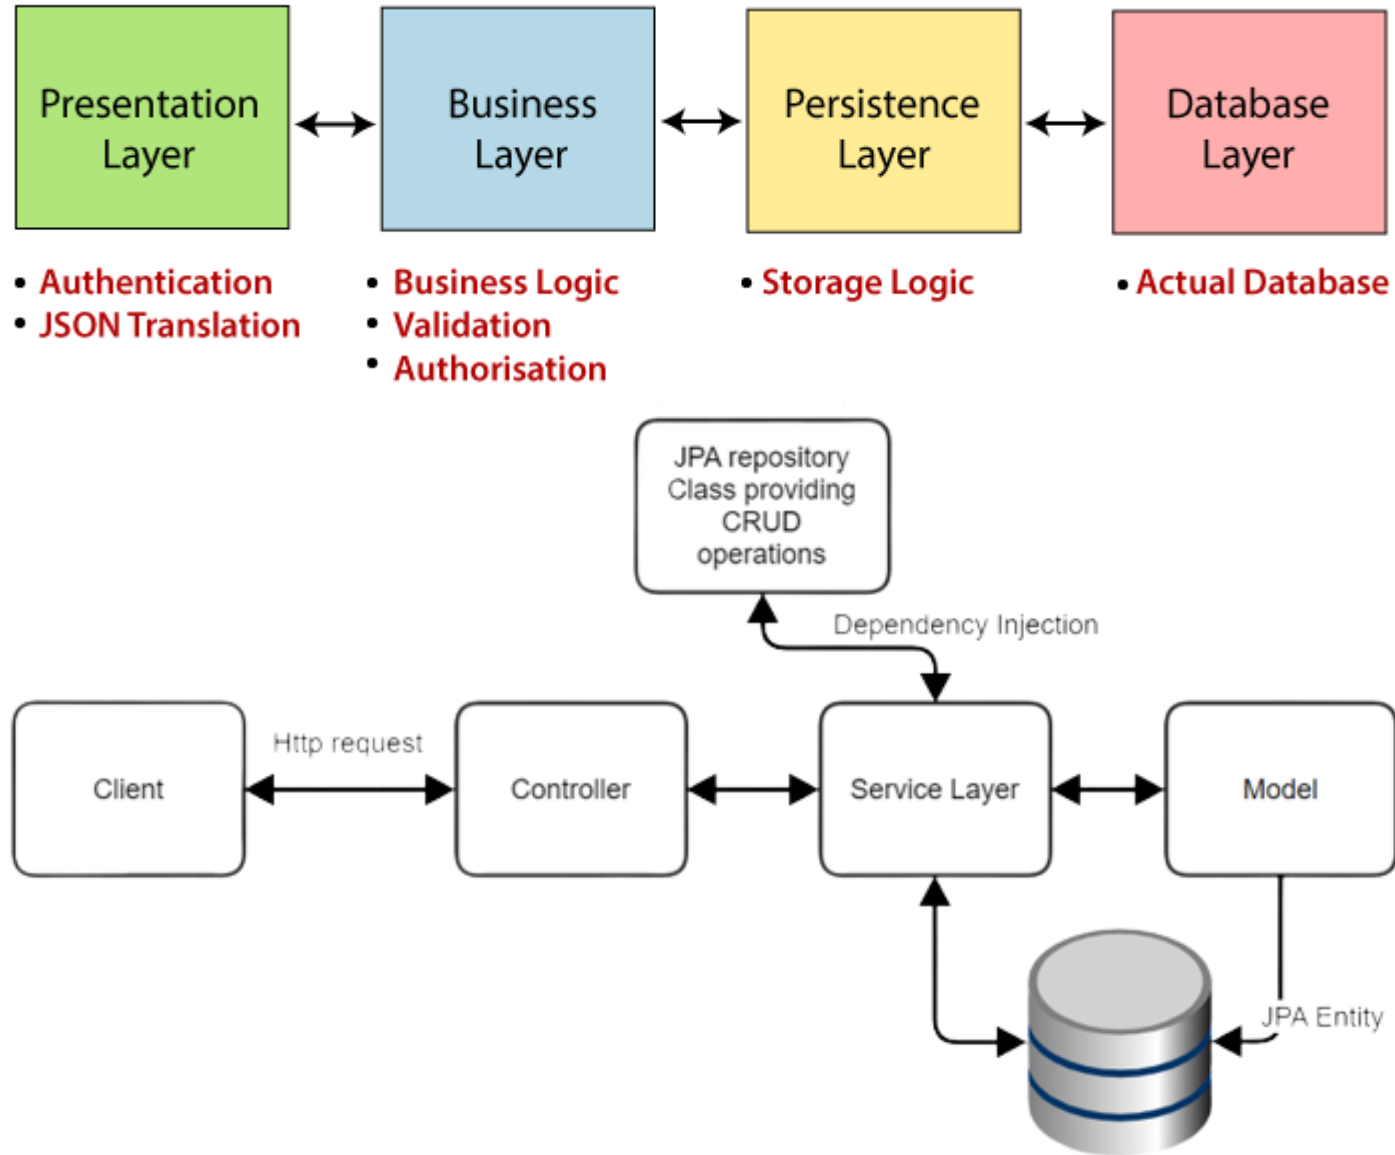 Presentation
Layer
Business
Layer
Persistence
Layer
Database
Layer
• Authentication
• JSON Translation
• Business Logic
• Validation
• Authorisation
• Storage Logic
• Actual Database
JPA repository
Class providing
CRUD
operations
Dependency Injection
Client
Http request
Controller
Service Layer
Model
JPA Entity